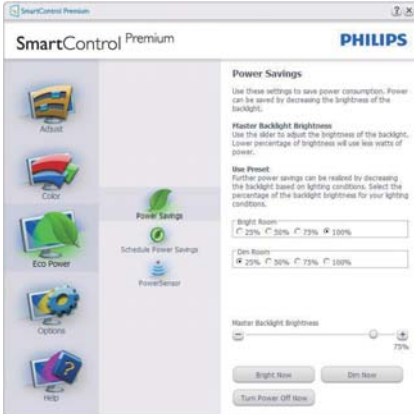 SmartControl Premium
SmartControl Premium
PHILIPS
Adjust
Color
Eco Power
Options
Help
Power Savings
Schedule Power Savings
PowerSensor
Power Savings
Use these settings to save power consumption. Power
can be saved by decreasing the brightness of the
backlight.
Master Backlight Brightness
Use the slider to adjust the brightness of the backlight.
Lower percentage of brightness will use less watts of
power.
Use Preset
Further power savings can be realized by decreasing
the backlight based on lighting conditions. Select the
percentage of the backlight brightness for your lighting
conditions.
Bright Room
25% 50% 75% 100%
Dim Room
25% 50% 75% 100%
Master Backlight Brightness
75%
Bright Now
Dim Now
Turn Power Off Now